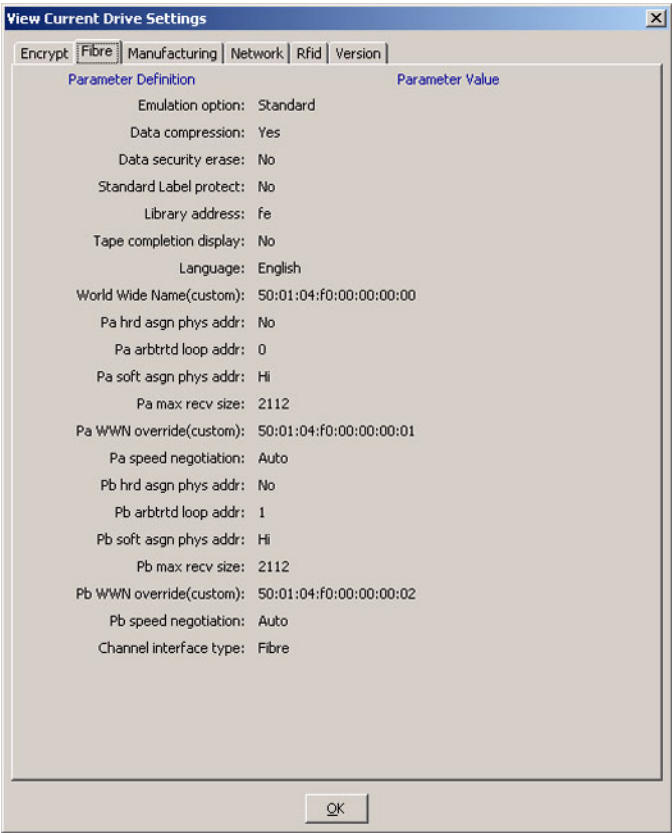 View Current Drive Settings
Encrypt Fibre Manufacturing Network Rfid Version
Parameter Definition Parameter Value
Emulation option: Standard
Data compression: Yes
Data security erase: No
Standard Label protect: No
Library address: fe
Tape completion display: No
Language: English
World Wide Name(custom): 50:01:04:f0:00:00:00:00
Pa hrd asgn phys addr: No
Pa arbtrtd loop addr: 0
Pa soft asgn phys addr: Hi
Pa max recv size: 2112
Pa WWN override(custom): 50:01:04:f0:00:00:00:01
Pa speed negotiation: Auto
Pb hrd asgn phys addr: No
Pb arbtrtd loop addr: 1
Pb soft asgn phys addr: Hi
Pb max recv size: 2112
Pb WWN override(custom): 50:01:04:f0:00:00:00:02
Pb speed negotiation: Auto
Channel interface type: Fibre
OK